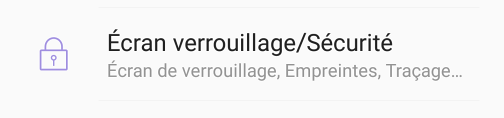 Écran verrouillage/Sécurité
Écran de verrouillage, Empreintes, Traçage...